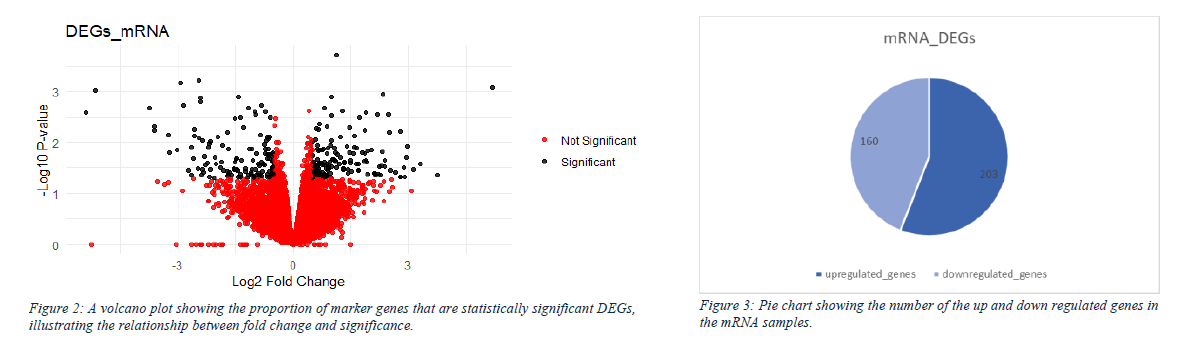 DEGs_mRNA
-Log10 P-value
3
2
1
0
-3
0
3
Log2 Fold Change
Not Significant
Significant
Figure 2: A volcano plot showing the proportion of marker genes that are statistically significant DEGs,
illustrating the relationship between fold change and significance.
mRNA_DEGs
160
203
upregulated_genes
downregulated_genes
Figure 3: Pie chart showing the number of the up and down regulated genes in
the mRNA samples.